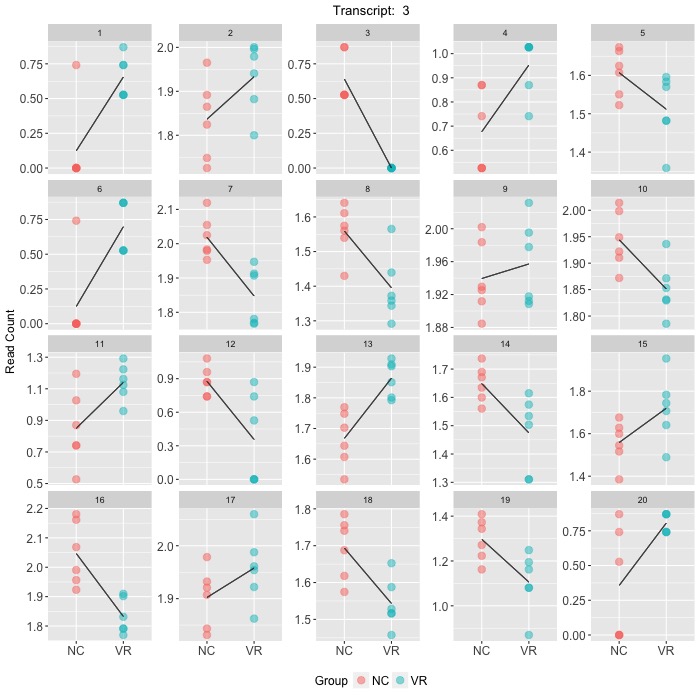 Transcript: 3
1 2 3 4 5
0.75 0.50 0.25 0.00
2.0 1.9 1.8
0.75 0.50 0.25 0.00
1.0 0.9 0.8 0.7 0.6
1.6 1.5 1.4
6 7 8 9 10
0.75 0.50 0.25 0.00
2.1 2.0 1.9 1.8
1.6 1.5 1.4 1.3
2.00 1.96 1.92 1.88
2.00 1.95 1.90 1.85 1.80
Read Count
11 12 13 14 15
1.3 1.1 0.9 0.7 0.5
0.9 0.6 0.3 0.0
1.9 1.8 1.7 1.6
1.7 1.6 1.5 1.4 1.3
1.8 1.6 1.4
16 17 18 19 20
2.2 2.1 2.0 1.9 1.8
2.0 1.9
1.8 1.7 1.6 1.5
1.4 1.2 1.0
0.75 0.50 0.25 0.00
NC VR NC VR NC VR NC VR NC VR
Group NC VR